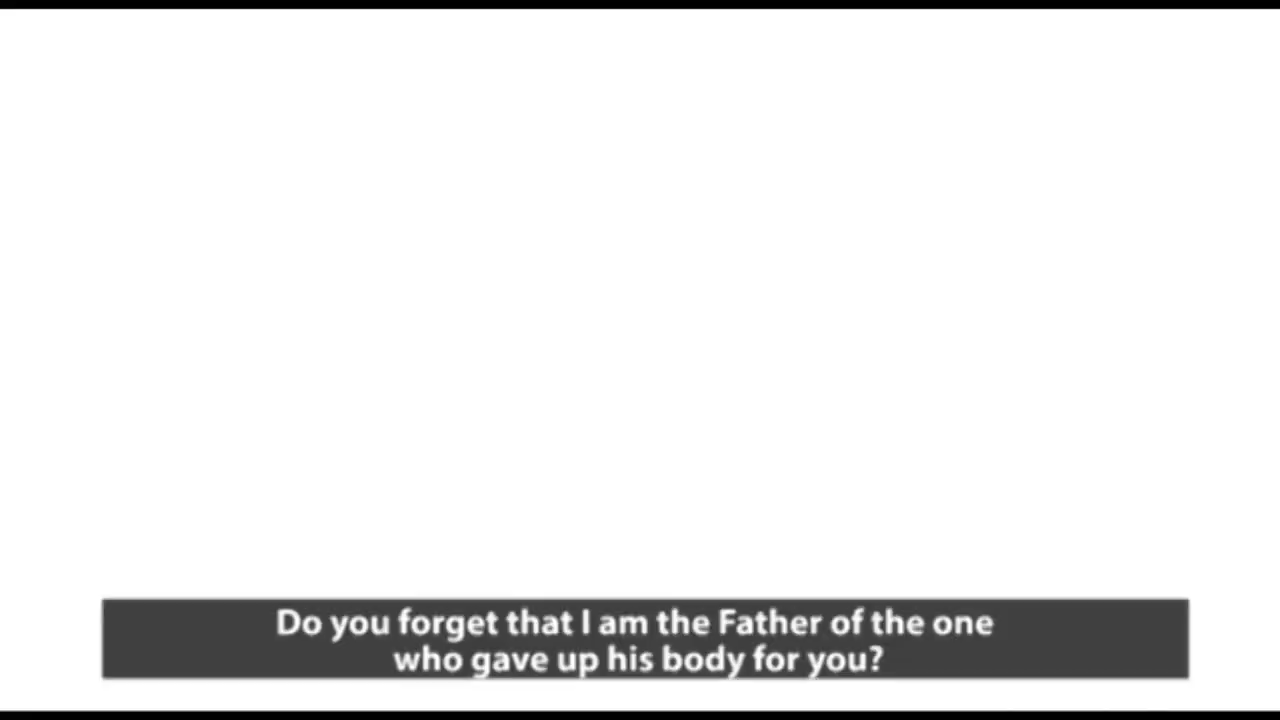 Do you forget that I am the Father of the one
who gave up his body for you?